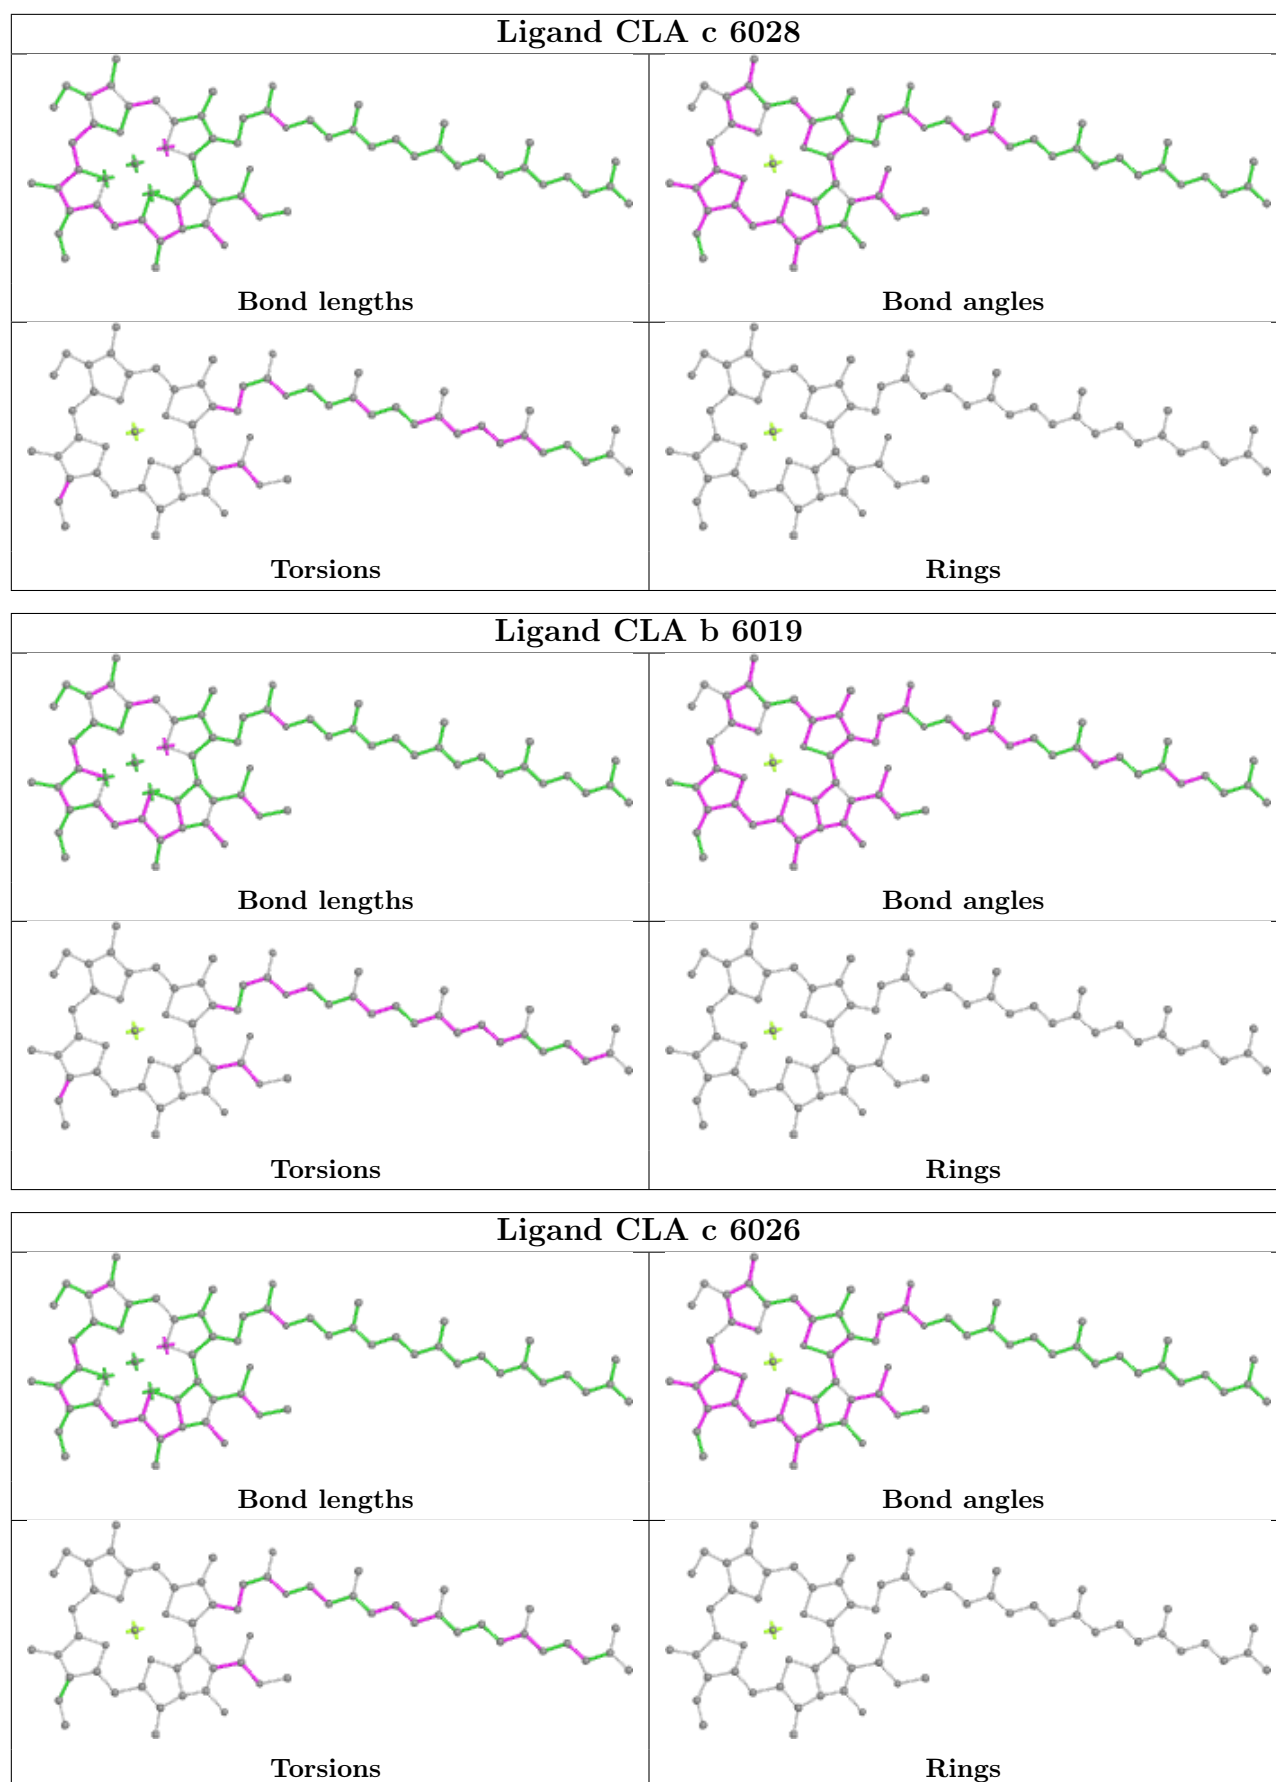 Ligand CLA c 6028
Bond lengths
Bond angles
Torsions
Rings
Ligand CLA b 6019
Bond lengths
Bond angles
Torsions
Rings
Ligand CLA c 6026
Bond lengths
Bond angles
Torsions
Rings